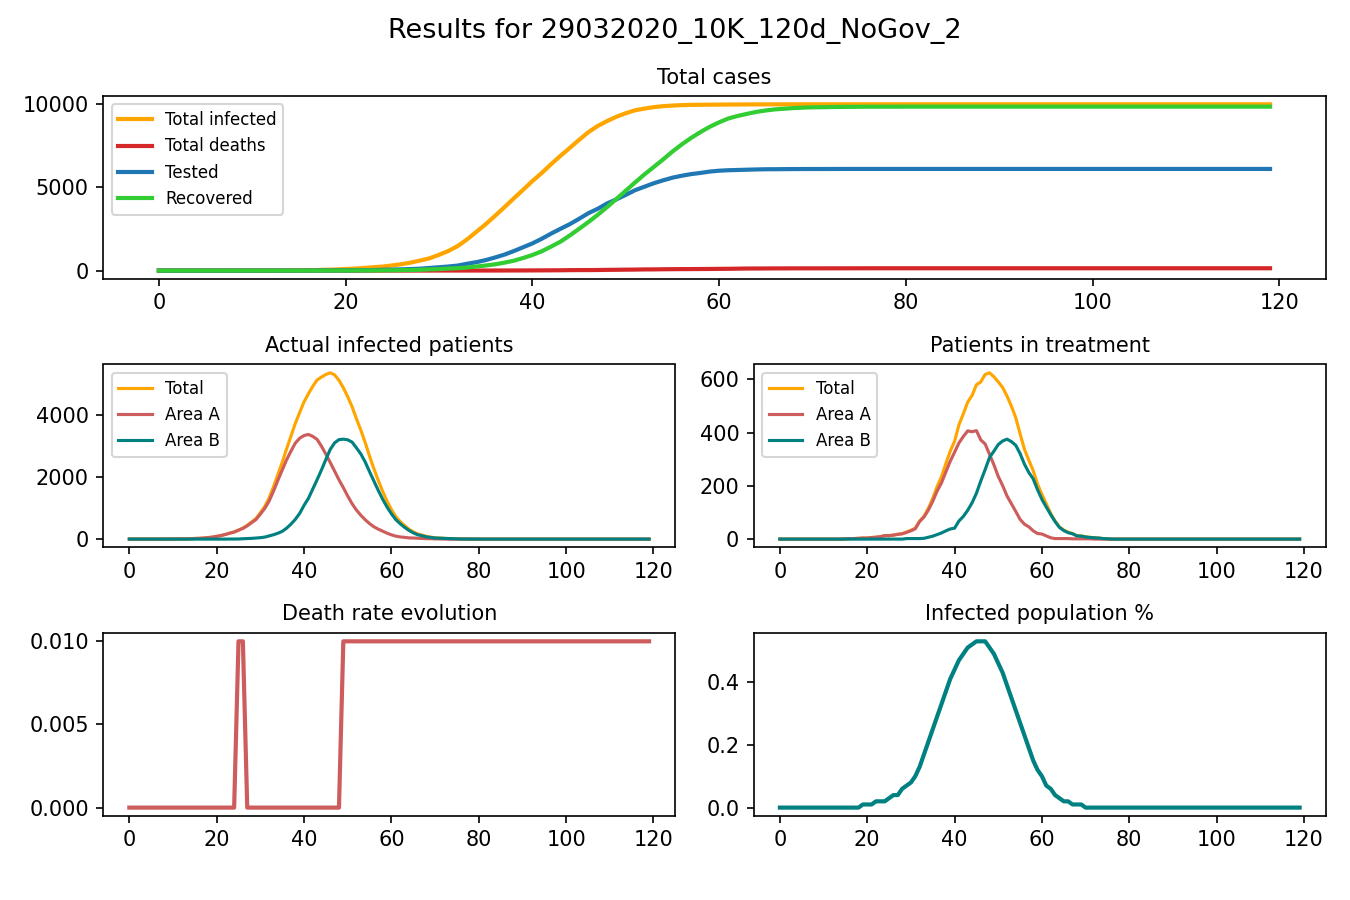 Results for 29032020_10K_120d_NoGov_2
Total cases
10000
5000
0
Total infected
Total deaths
Tested
Recovered
0 20 40 60 80 100 120
Actual infected patients
4000
2000
0
Total
Area A
Area B
0 20 40 60 80 100 120
Patients in treatment
600
400
200
0
Total
Area A
Area B
0 20 40 60 80 100 120
Death rate evolution
0.010
0.005
0.000
0 20 40 60 80 100 120
Infected population %
0.4
0.2
0.0
0 20 40 60 80 100 120